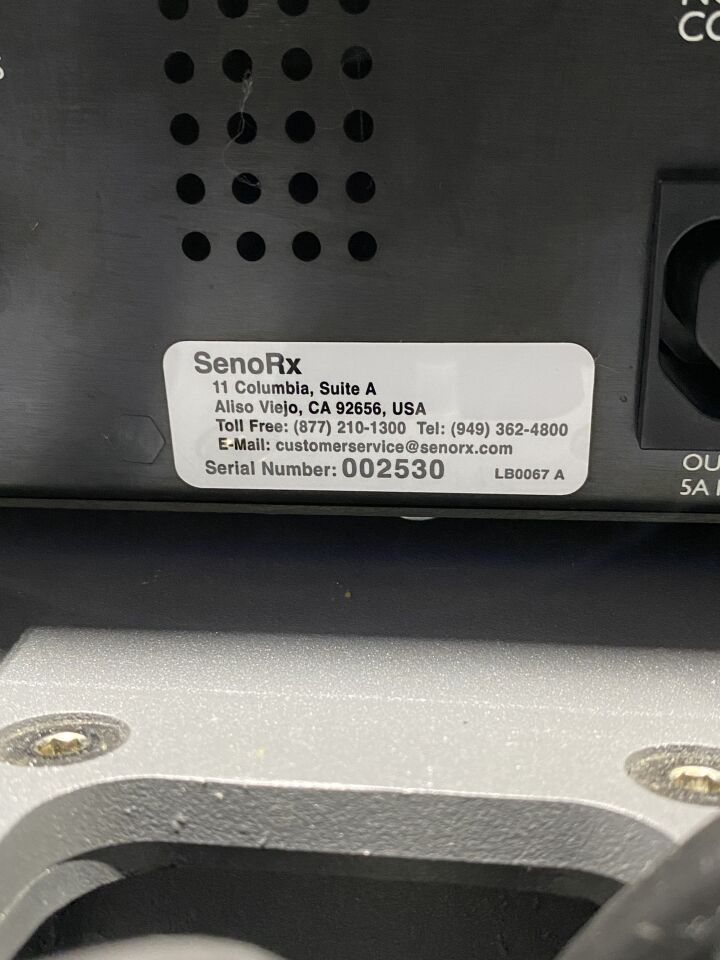 SenoRx
11 Columbia, Suite A
Aliso Viejo, CA 92656, USA
Toll Free: (877) 210-1300 Tel: (949) 362-4800
E-Mail: customerservice@senorx.com
Serial Number: 002530 LB0067 A
5A